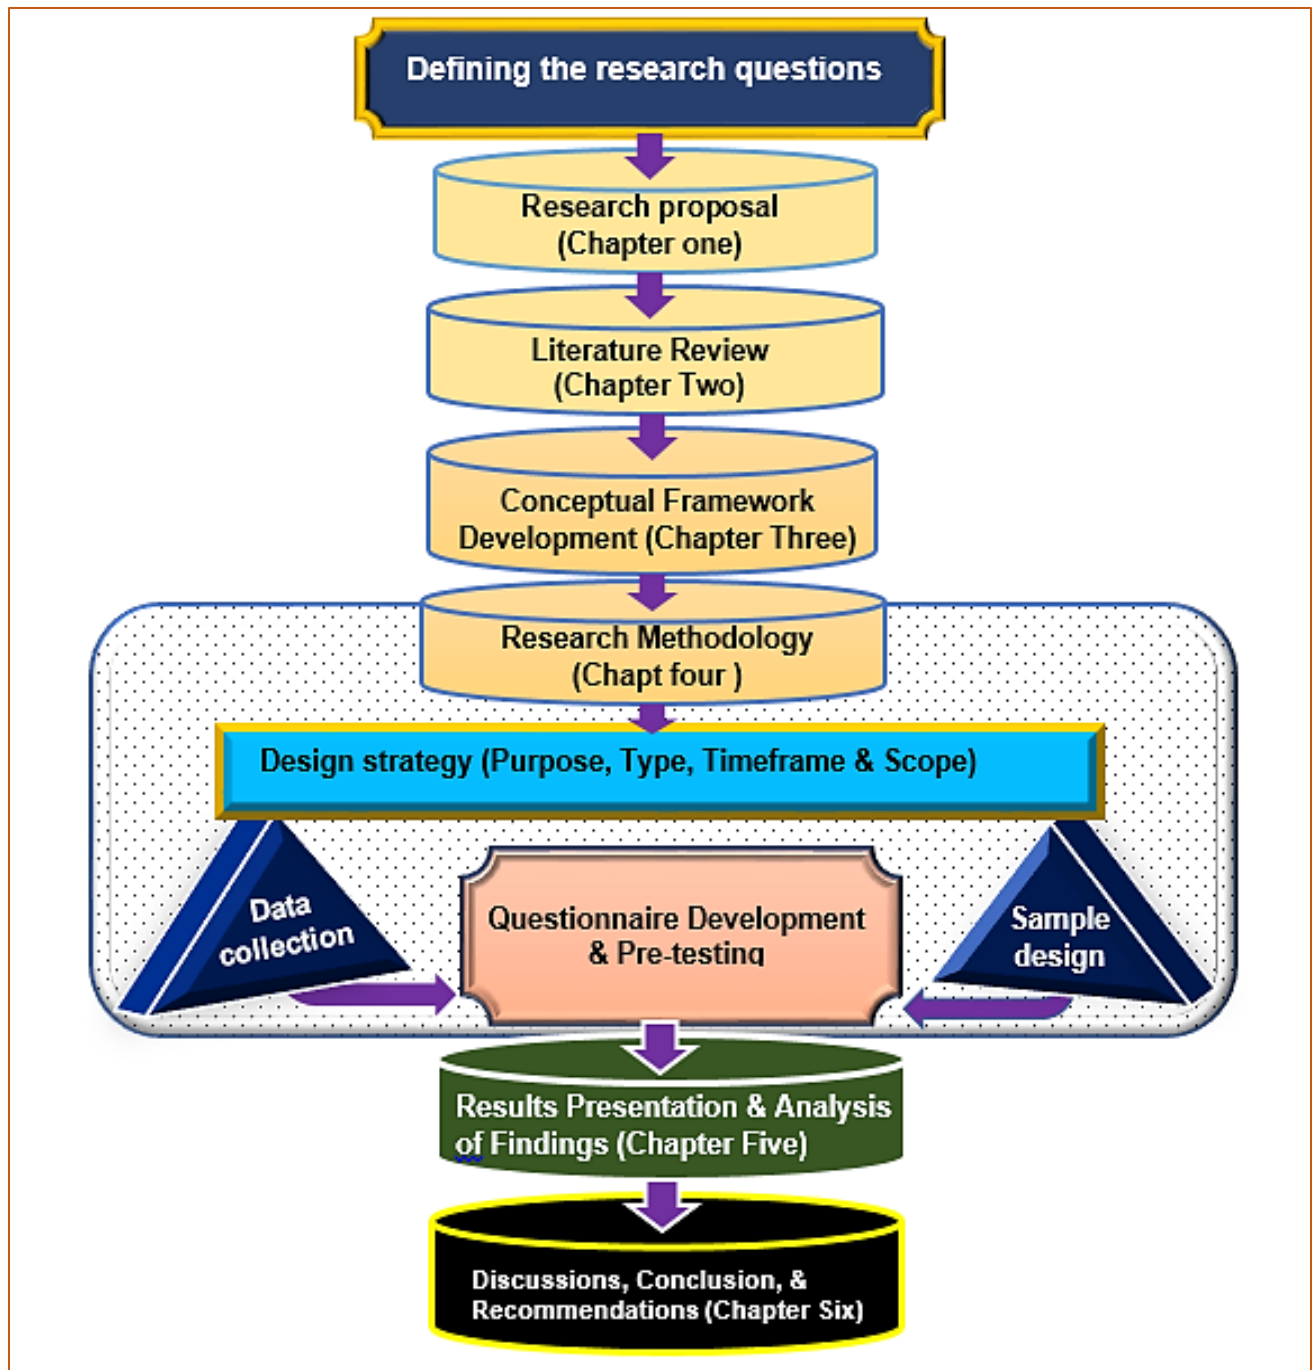 Defining the research questions
Research proposal
(Chapter one)
Literature Review
(Chapter Two)
Conceptual Framework
Development (Chapter Three)
Research Methodology
(Chapt four )
Design strategy (Purpose, Type, Timeframe & Scope)
Data
collection
Questionnaire Development
& Pre-testing
Sample
design
Results Presentation & Analysis
of Findings (Chapter Five)
Discussions, Conclusion, &
Recommendations (Chapter Six)